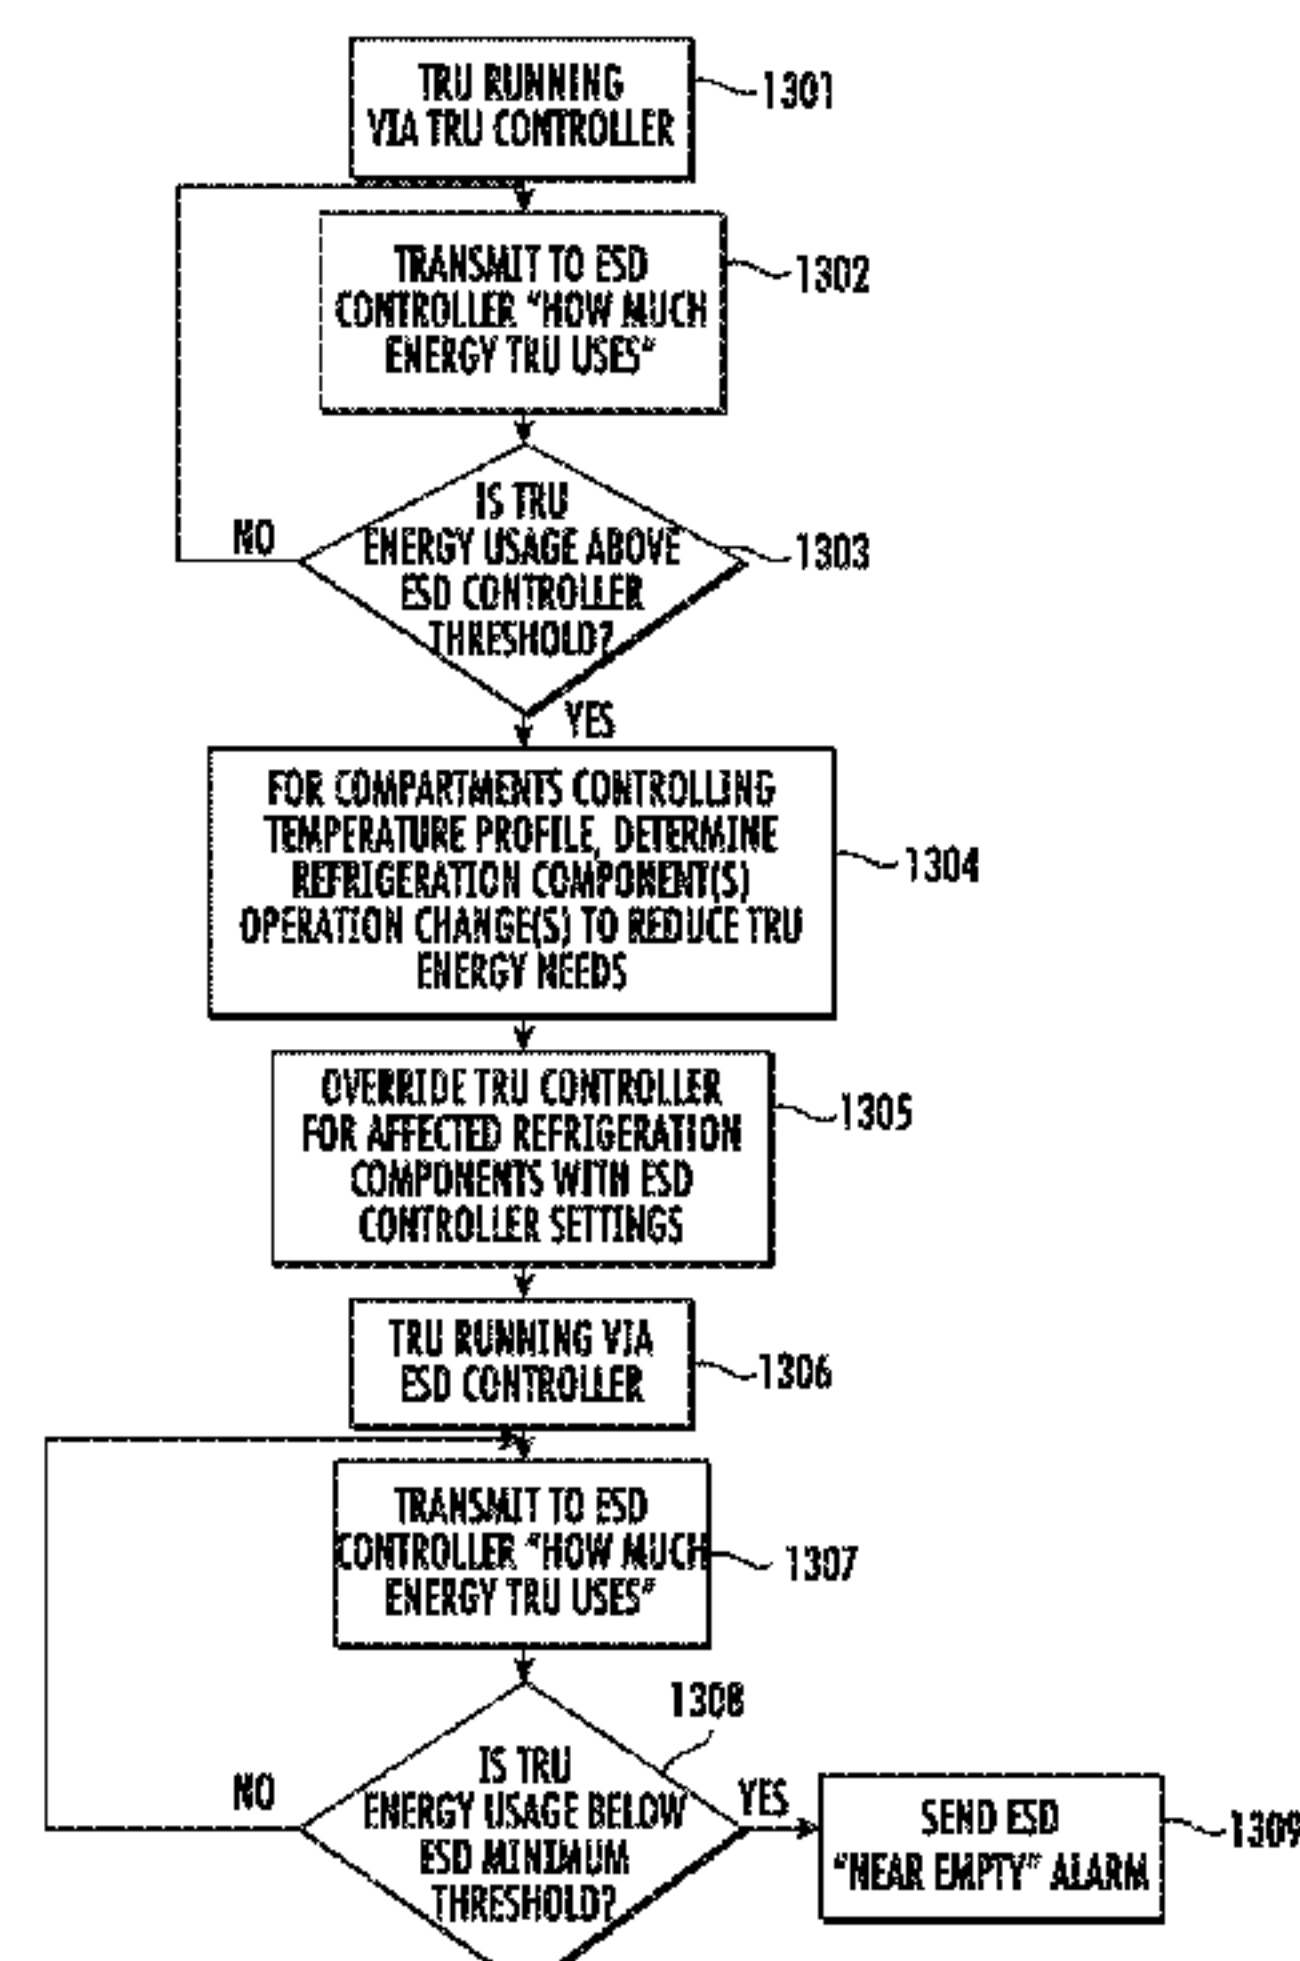 TRU RUNNING
VIA TRU CONTROLLER
1301
TRANSMIT TO ESD
CONTROLLER "HOW MUCH
ENERGY TRU USES"
1302
IS TRU
ENERGY USAGE ABOVE
ESD CONTROLLER
THRESHOLD?
1303
NO
YES
FOR COMPARTMENTS CONTROLLING
TEMPERATURE PROFILE, DETERMINE
REFRIGERATION COMPONENT(S)
OPERATION CHANGE(S) TO REDUCE TRU
ENERGY NEEDS
1304
OVERRIDE TRU CONTROLLER
FOR AFFECTED REFRIGERATION
COMPONENTS WITH ESD
CONTROLLER SETTINGS
1305
TRU RUNNING VIA
ESD CONTROLLER
1306
TRANSMIT TO ESD
CONTROLLER "HOW MUCH
ENERGY TRU USES"
1307
1308
IS TRU
ENERGY USAGE BELOW
ESD MINIMUM
THRESHOLD?
NO
YES
SEND ESD
"NEAR EMPTY" ALARM
1309